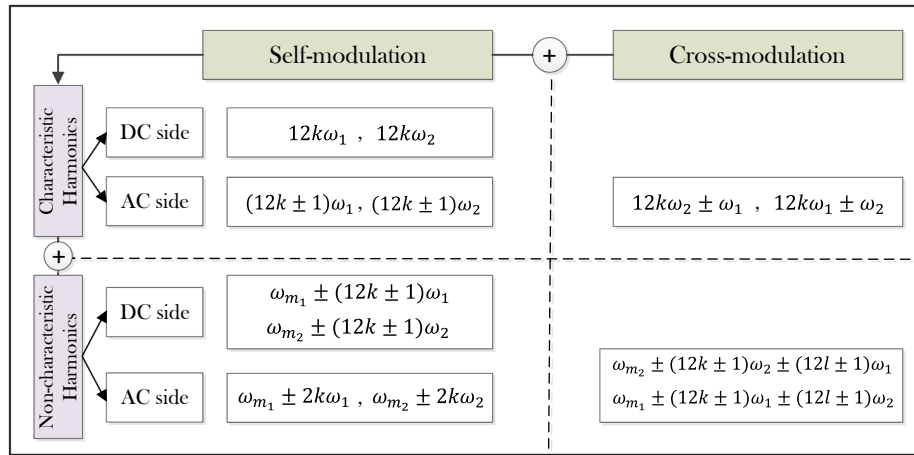 Self-modulation
+
Cross-modulation
Characteristic
Harmonics
DC side
12kω₁ , 12kω₂
AC side
(12k ± 1)ω₁ , (12k ± 1)ω₂
12kω₂ ± ω₁ , 12kω₁ ± ω₂
+
Non-characteristic
Harmonics
DC side
ω_{m₁} ± (12k ± 1)ω₁
ω_{m₂} ± (12k ± 1)ω₂
AC side
ω_{m₁} ± 2kω₁ , ω_{m₂} ± 2kω₂
ω_{m₂} ± (12k ± 1)ω₂ ± (12l ± 1)ω₁
ω_{m₁} ± (12k ± 1)ω₁ ± (12l ± 1)ω₂